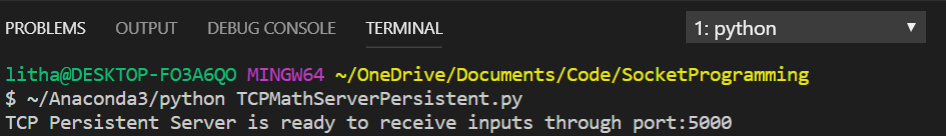 PROBLEMS OUTPUT DEBUG CONSOLE TERMINAL 1: python
litha@DESKTOP-FO3A6QO MINGW64 ~/OneDrive/Documents/Code/SocketProgramming
$ ~/Anaconda3/python TCPMathServerPersistent.py
TCP Persistent Server is ready to receive inputs through port:5000